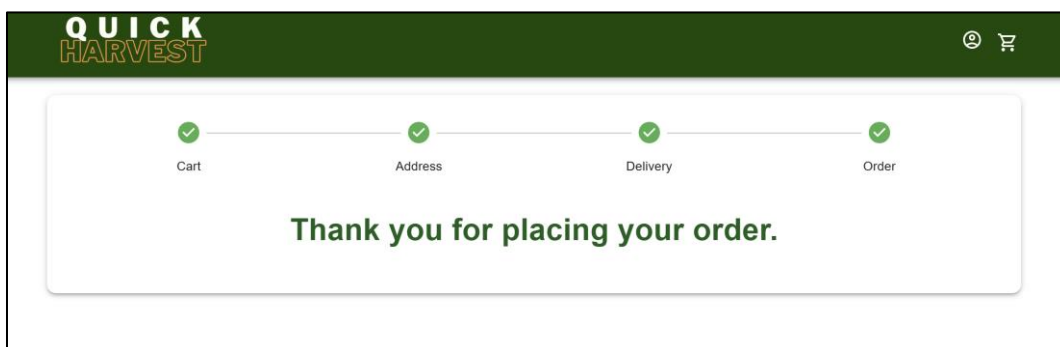 QUICK
HARVEST
Cart Address Delivery Order
Thank you for placing your order.